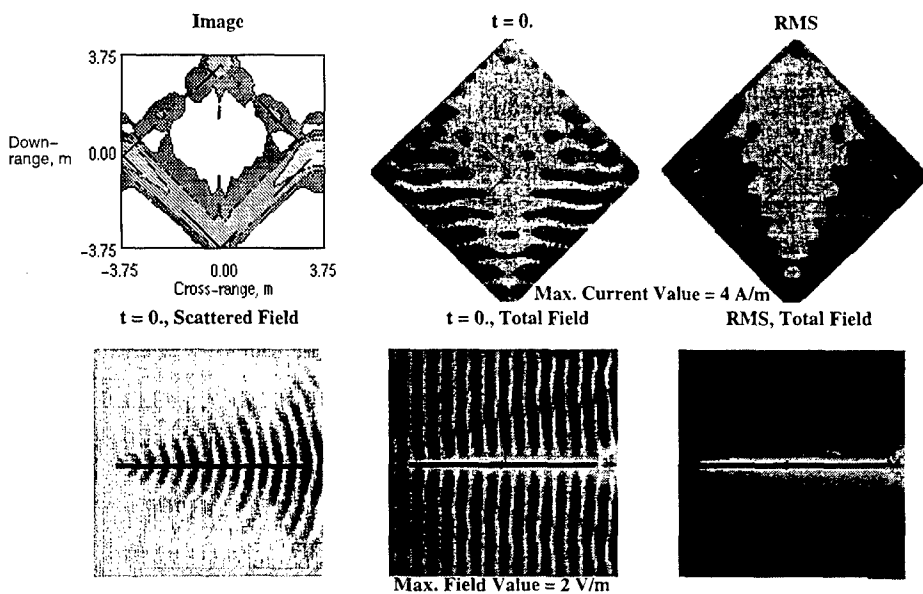 Image
t = 0.
RMS
3.75
Down-
range, m
0.00
−3.75
−3.75 0.00 3.75
Cross-range, m
Max. Current Value = 4 A/m
t = 0., Scattered Field
t = 0., Total Field
RMS, Total Field
Max. Field Value = 2 V/m